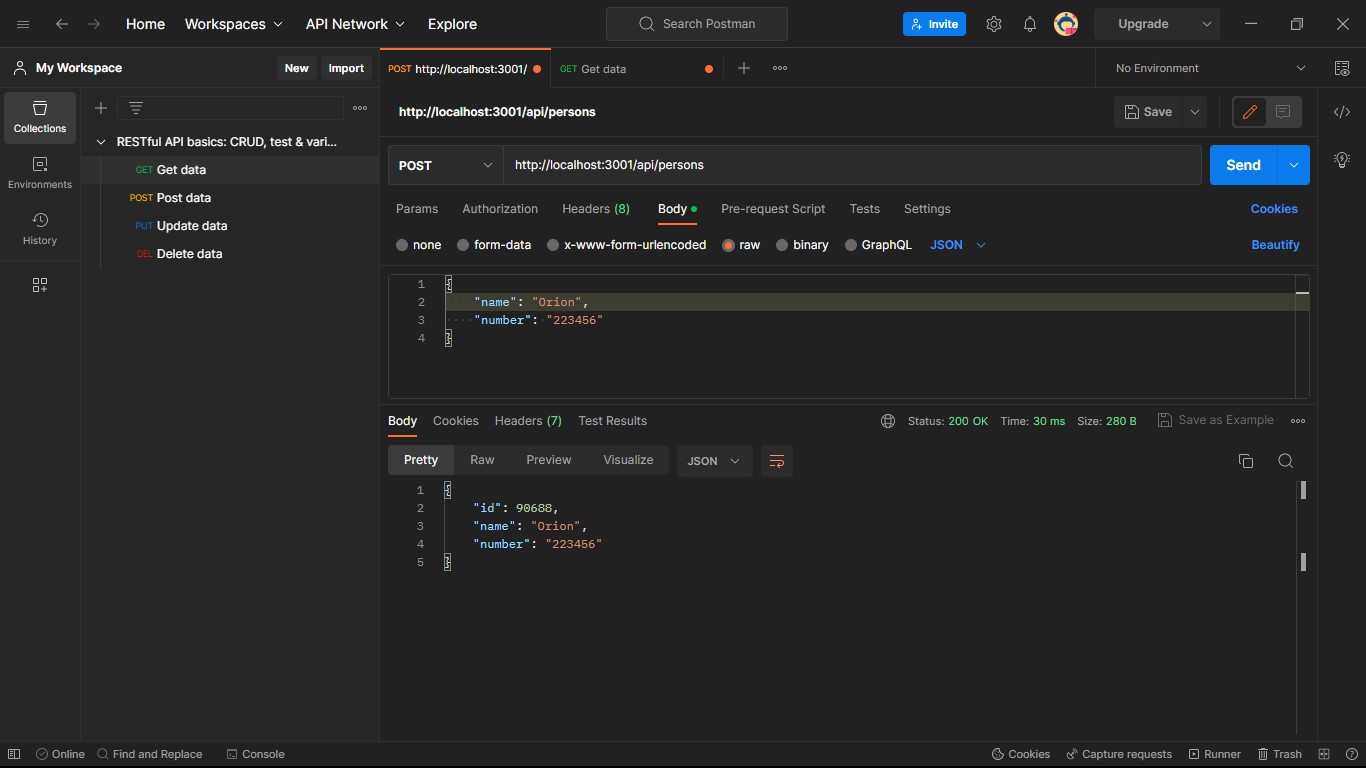 Home Workspaces API Network Explore Search Postman Invite Upgrade
My Workspace New Import POST http://localhost:3001/ GET Get data No Environment
Collections
Environments
History
RESTful API basics: CRUD, test & vari...
GET Get data
POST Post data
PUT Update data
DEL Delete data
http://localhost:3001/api/persons Save
POST http://localhost:3001/api/persons Send
Params Authorization Headers (8) Body Pre-request Script Tests Settings Cookies
none form-data x-www-form-urlencoded raw binary GraphQL JSON Beautify
1 {
2 "name": "Orion",
3 "number": "223456"
4 }
Body Cookies Headers (7) Test Results Status: 200 OK Time: 30 ms Size: 280 B Save as Example
Pretty Raw Preview Visualize JSON
1 {
2 "id": 90688,
3 "name": "Orion",
4 "number": "223456"
5 }
Online Find and Replace Console Cookies Capture requests Runner Trash